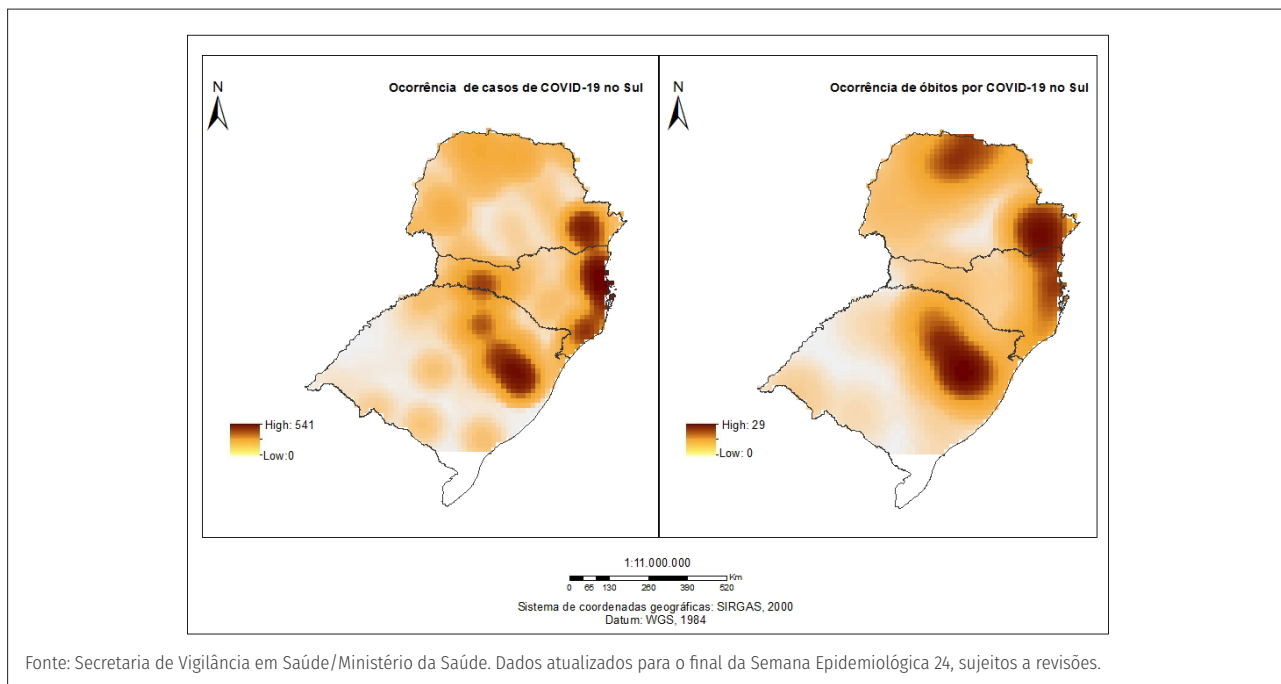 N
Ocorrência de casos de COVID-19 no Sul
High: 541
Low: 0
N
Ocorrência de óbitos por COVID-19 no Sul
High: 29
Low: 0
1:11.000.000
Km
0 65 130 260 390 520
Sistema de coordenadas geográficas: SIRGAS, 2000
Datum: WGS, 1984
Fonte: Secretaria de Vigilância em Saúde/Ministério da Saúde. Dados atualizados para o final da Semana Epidemiológica 24, sujeitos a revisões.